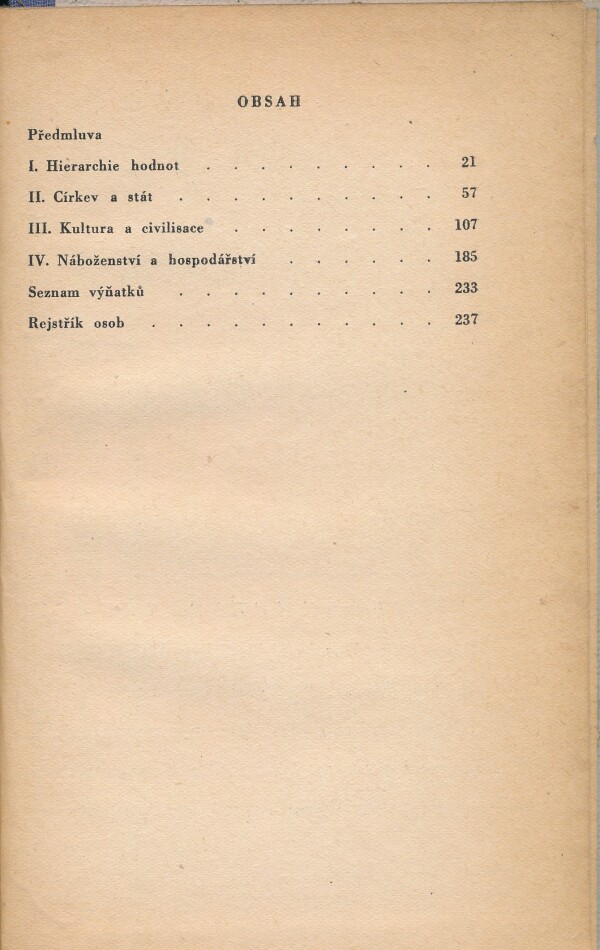 OBSAH
Předmluva
I. Hierarchie hodnot . . . . . . . . . 21
II. Církev a stát . . . . . . . . . . 57
III. Kultura a civilisace . . . . . . . . 107
IV. Náboženství a hospodářství . . . . . . 185
Seznam výňatků . . . . . . . . . . 233
Rejstřík osob . . . . . . . . . . . 237